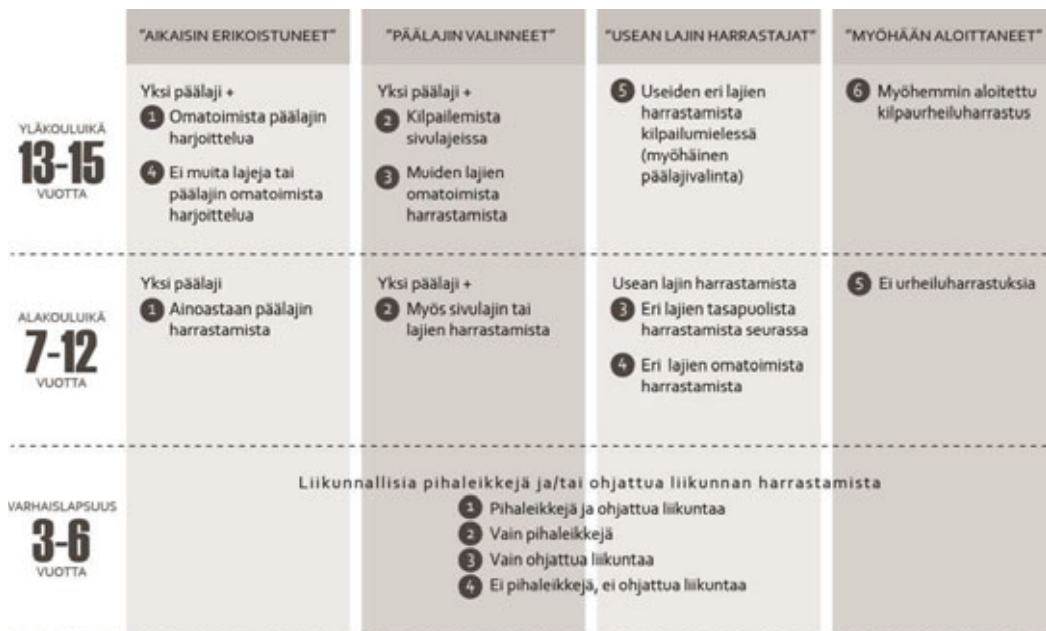 "AIKAISIN ERIKOISTUNEET"
"PÄÄLAJIN VALINNEET"
"USEAN LAJIN HARRASTAJAT"
"MYÖHÄÄN ALOITTANEET"
YLÄKOULUIKÄ
13-15
VUOTTA
Yksi päälaji +
1 Omatoimista päälajin
harjoittelua
4 Ei muita lajeja tai
päälajin omatoimista
harjoittelua
Yksi päälaji +
2 Kilpailemista
sivulajeissa
3 Muiden lajien
omatoimista
harrastamista
5 Useiden eri lajien
harrastamista
kilpailumielessä
(myöhäinen
päälajivalinta)
6 Myöhemmin aloitettu
kilpaurheiluharrastus
ALAKOULUIKÄ
7-12
VUOTTA
Yksi päälaji
1 Ainoastaan päälajin
harrastamista
Yksi päälaji +
2 Myös sivulajin tai
lajien harrastamista
Usean lajin harrastamista
3 Eri lajien tasapuolista
harrastamista seurassa
4 Eri lajien omatoimista
harrastamista
5 Ei urheiluharrastuksia
VARHAISLAPSUUS
3-6
VUOTTA
Liikunnallisia pihaleikkejä ja/tai ohjattua liikunnan harrastamista
1 Pihaleikkejä ja ohjattua liikuntaa
2 Vain pihaleikkejä
3 Vain ohjattua liikuntaa
4 Ei pihaleikkejä, ei ohjattua liikuntaa